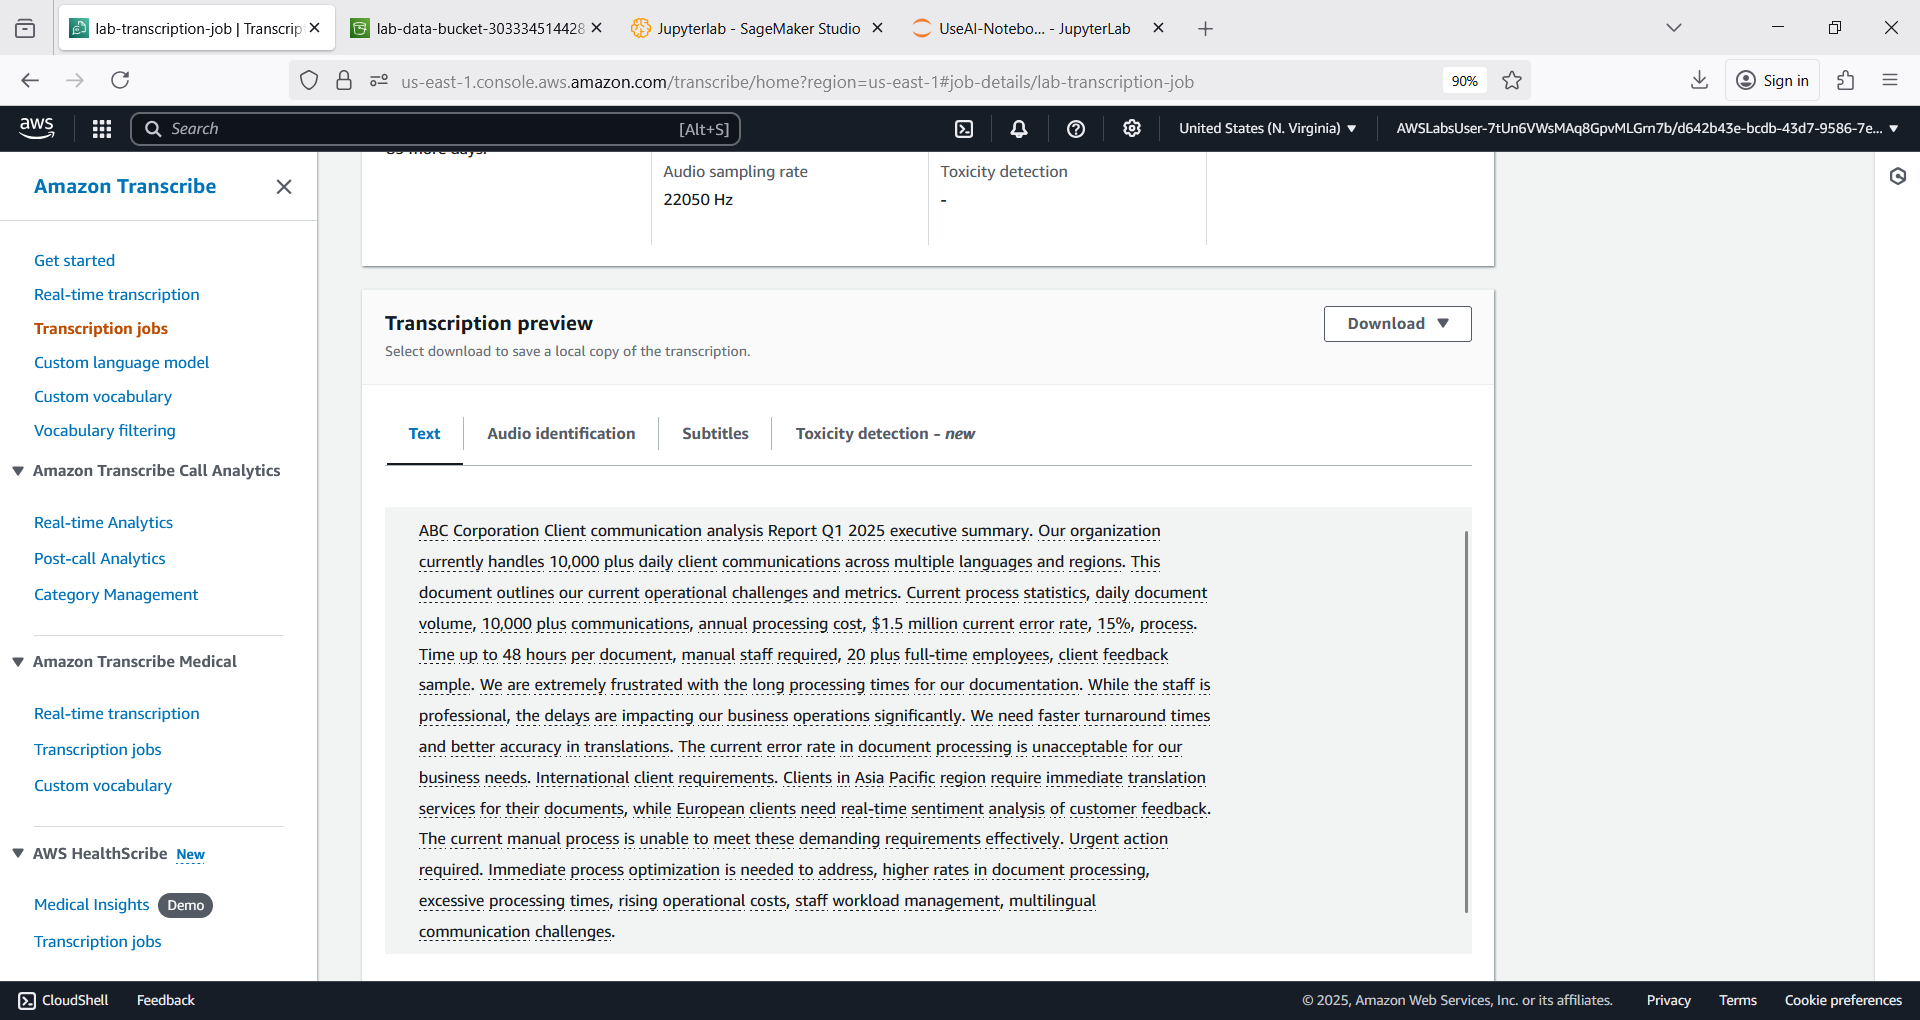 lab-transcription-job | Transcrip
lab-data-bucket-303334514428
Jupyterlab - SageMaker Studio
UseAI-Notebo... - JupyterLab
us-east-1.console.aws.amazon.com/transcribe/home?region=us-east-1#job-details/lab-transcription-job
90%
Sign in
aws
Search
[Alt+S]
United States (N. Virginia)
AWSLabsUser-7tUn6VWsMAq8GpvMLGrn7b/d642b43e-bcdb-43d7-9586-7e...
Amazon Transcribe
Get started
Real-time transcription
Transcription jobs
Custom language model
Custom vocabulary
Vocabulary filtering
Amazon Transcribe Call Analytics
Real-time Analytics
Post-call Analytics
Category Management
Amazon Transcribe Medical
Real-time transcription
Transcription jobs
Custom vocabulary
AWS HealthScribe New
Medical Insights Demo
Transcription jobs
more days.
Audio sampling rate
22050 Hz
Toxicity detection
-
Transcription preview
Select download to save a local copy of the transcription.
Download
Text
Audio identification
Subtitles
Toxicity detection - new
ABC Corporation Client communication analysis Report Q1 2025 executive summary. Our organization
currently handles 10,000 plus daily client communications across multiple languages and regions. This
document outlines our current operational challenges and metrics. Current process statistics, daily document
volume, 10,000 plus communications, annual processing cost, $1.5 million current error rate, 15%, process.
Time up to 48 hours per document, manual staff required, 20 plus full-time employees, client feedback
sample. We are extremely frustrated with the long processing times for our documentation. While the staff is
professional, the delays are impacting our business operations significantly. We need faster turnaround times
and better accuracy in translations. The current error rate in document processing is unacceptable for our
business needs. International client requirements. Clients in Asia Pacific region require immediate translation
services for their documents, while European clients need real-time sentiment analysis of customer feedback.
The current manual process is unable to meet these demanding requirements effectively. Urgent action
required. Immediate process optimization is needed to address, higher rates in document processing,
excessive processing times, rising operational costs, staff workload management, multilingual
communication challenges.
CloudShell
Feedback
© 2025, Amazon Web Services, Inc. or its affiliates.
Privacy
Terms
Cookie preferences